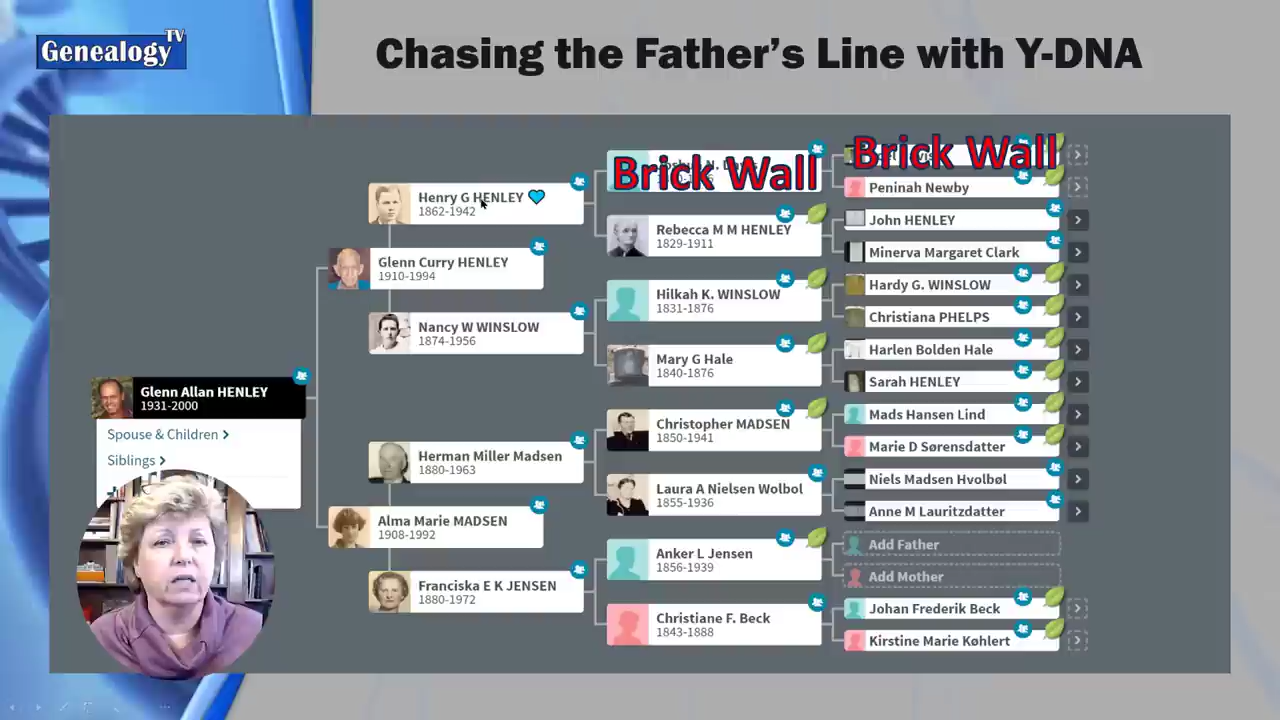 Genealogy TV
Chasing the Father's Line with Y-DNA
Brick Wall
Brick Wall
Henry G HENLEY
1862-1942
Glenn Curry HENLEY
1910-1994
Nancy W WINSLOW
1874-1956
Glenn Allan HENLEY
1931-2000
Spouse & Children
Siblings
Herman Miller Madsen
1880-1963
Alma Marie MADSEN
1908-1992
Franciska E K JENSEN
1880-1972
Rebecca M M HENLEY
1829-1911
Hilkah K. WINSLOW
1831-1876
Mary G Hale
1840-1876
Christopher MADSEN
1850-1941
Laura A Nielsen Wolbol
1855-1936
Anker L Jensen
1856-1939
Christiane F. Beck
1843-1888
Peninah Newby
John HENLEY
Minerva Margaret Clark
Hardy G. WINSLOW
Christiana PHELPS
Harlen Bolden Hale
Sarah HENLEY
Mads Hansen Lind
Marie D Sørensdatter
Niels Madsen Hvolbøl
Anne M Lauritzdatter
Add Father
Add Mother
Johan Frederik Beck
Kirstine Marie Køhlert